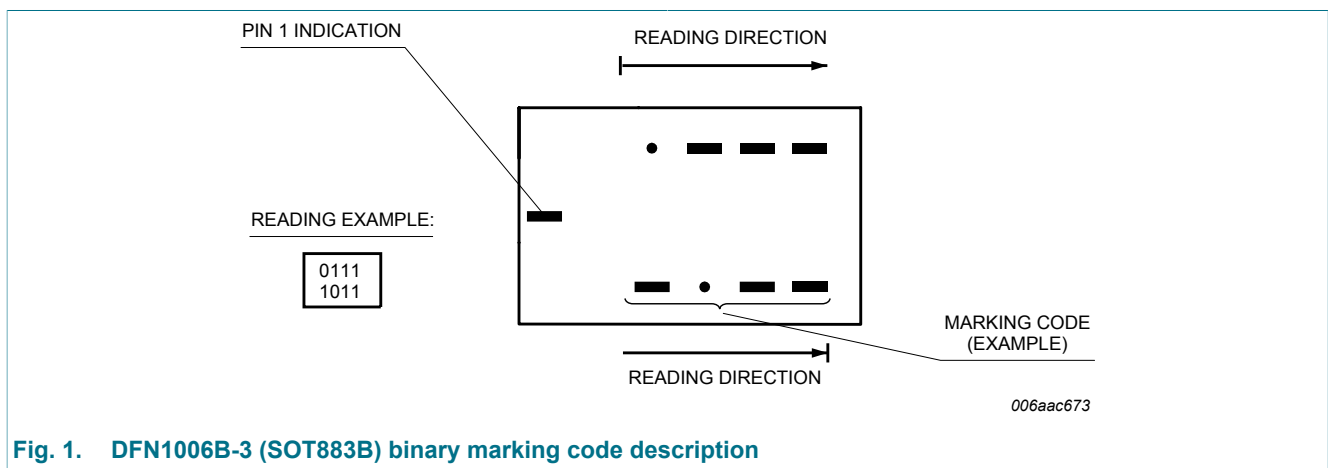 PIN 1 INDICATION
READING DIRECTION
READING EXAMPLE:
0111
1011
MARKING CODE
(EXAMPLE)
READING DIRECTION
006aac673
Fig. 1. DFN1006B-3 (SOT883B) binary marking code description